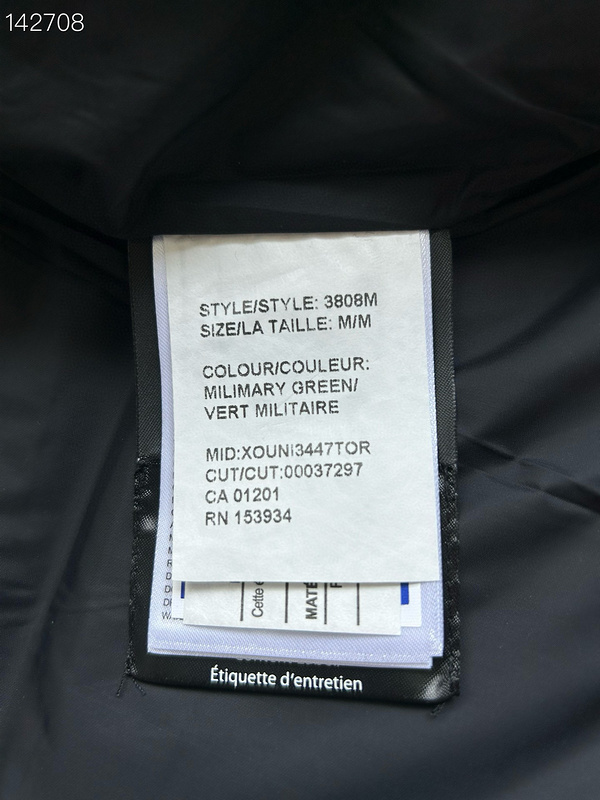 142708
STYLE/STYLE: 3808M
SIZE/LA TAILLE: M/M
COLOUR/COULEUR:
MILIMARY GREEN/
VERT MILITAIRE
MID:XOUNI3447TOR
CUT/CUT:00037297
CA 01201
RN 153934
Cette
MATÉ
Étiquette d'entretien